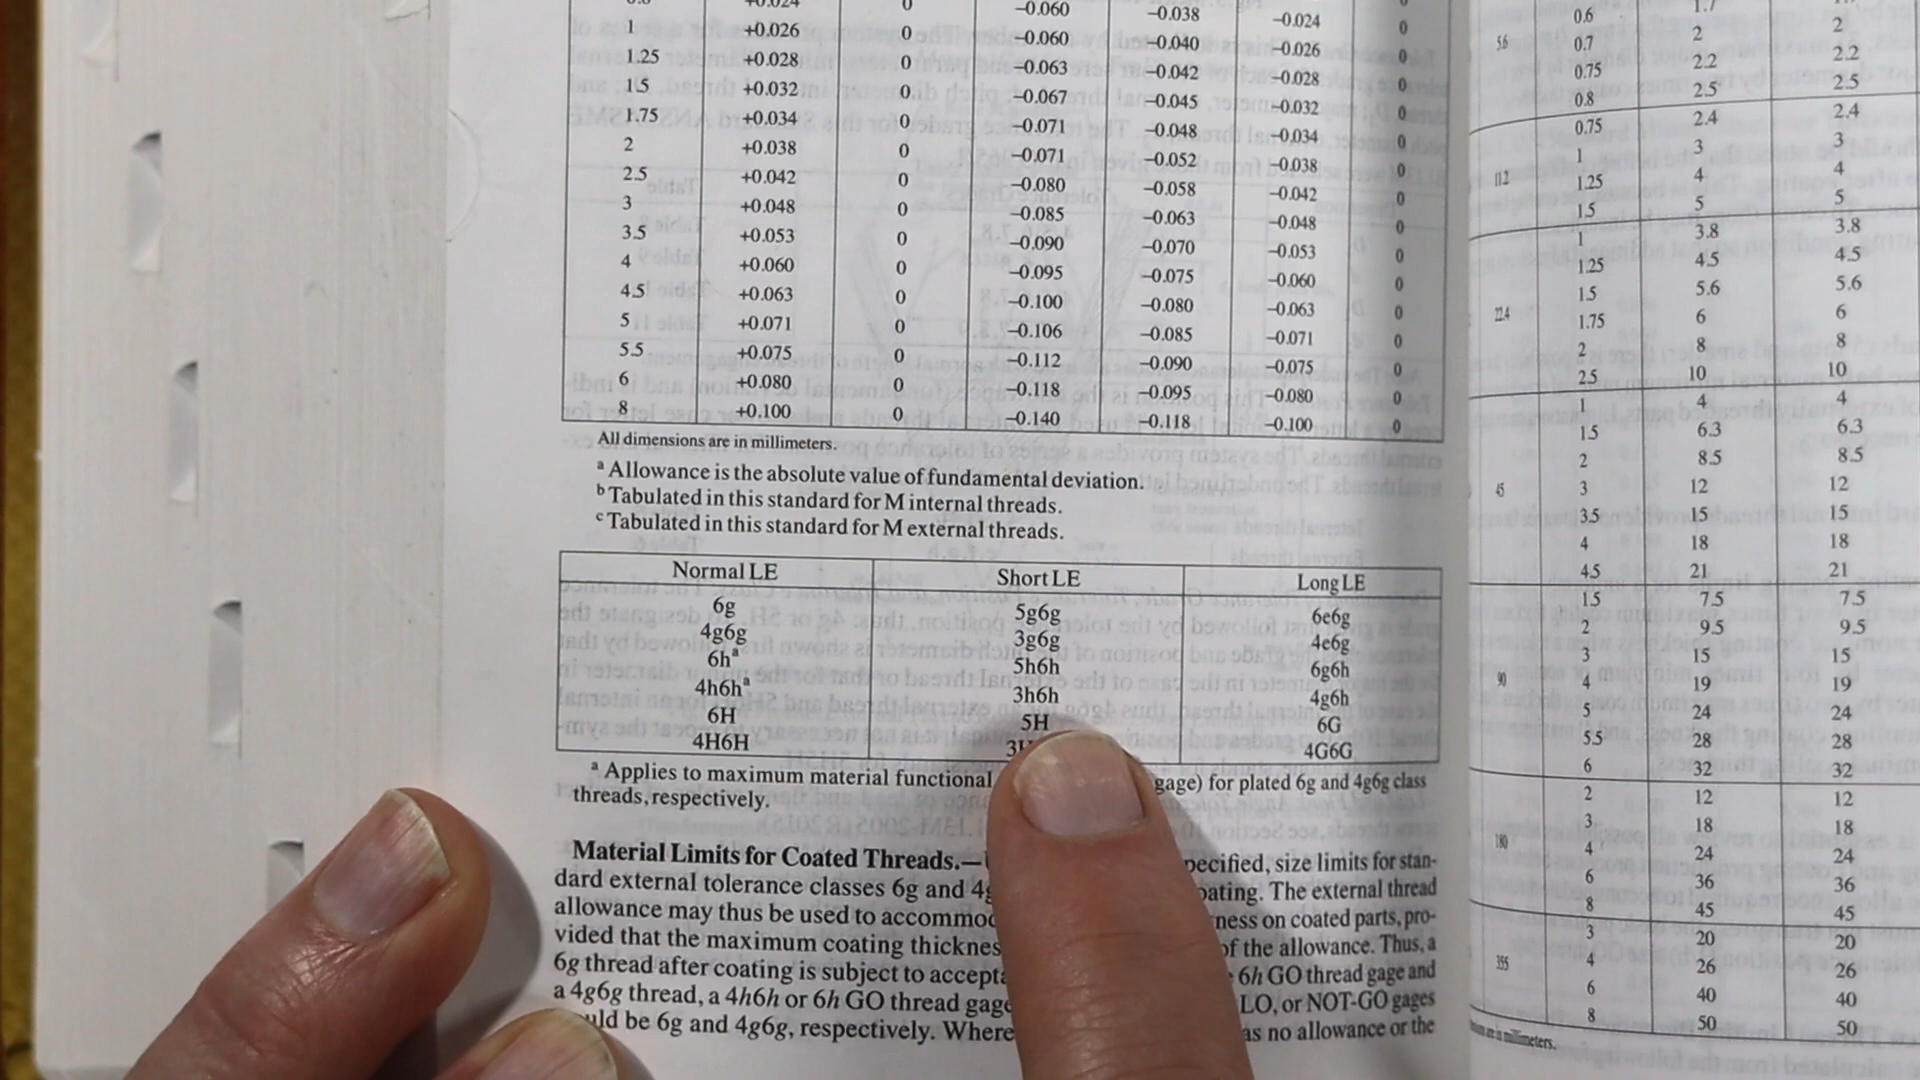 +0.024 0 −0.060 −0.038 −0.024 0
1 +0.026 0 −0.060 −0.040 −0.026 0
1.25 +0.028 0 −0.063 −0.042 −0.028 0
1.5 +0.032 0 −0.067 −0.045 −0.032 0
1.75 +0.034 0 −0.071 −0.048 −0.034 0
2 +0.038 0 −0.071 −0.052 −0.038 0
2.5 +0.042 0 −0.080 −0.058 −0.042 0
3 +0.048 0 −0.085 −0.063 −0.048 0
3.5 +0.053 0 −0.090 −0.070 −0.053 0
4 +0.060 0 −0.095 −0.075 −0.060 0
4.5 +0.063 0 −0.100 −0.080 −0.063 0
5 +0.071 0 −0.106 −0.085 −0.071 0
5.5 +0.075 0 −0.112 −0.090 −0.075 0
6 +0.080 0 −0.118 −0.095 −0.080 0
8 +0.100 0 −0.140 −0.118 −0.100 0
All dimensions are in millimeters.
a Allowance is the absolute value of fundamental deviation.
b Tabulated in this standard for M internal threads.
c Tabulated in this standard for M external threads.
Normal LE Short LE Long LE
6g 5g6g 6e6g
4g6g 3g6g 4e6g
6ha 5h6h 6g6h
4h6ha 3h6h 4g6h
6H 5H 6G
4H6H 4G6G
a Applies to maximum material functional gage) for plated 6g and 4g6g class
threads, respectively.
Material Limits for Coated Threads.— size limits for stan-
dard external tolerance classes 6g and The external thread
allowance may thus be used to on coated parts, pro-
vided that the maximum coating of the allowance. Thus, a
6g thread after coating is subject to 6h GO thread gage and
a 4g6g thread, a 4h6h or 6h GO thread LO, or NOT-GO gages
be 6g and 4g6g, respectively. no allowance or the
5.6
0.6 2
0.7 2 2.2
0.75 2.2 2.5
0.8 2.5
11.2
0.75 2.4 2.4
1 3 3
1.25 4 4
1.5 5 5
22.4
1 3.8 3.8
1.25 4.5 4.5
1.5 5.6 5.6
1.75 6 6
2 8 8
2.5 10 10
45
1 4 4
1.5 6.3 6.3
2 8.5 8.5
3 12 12
3.5 15 15
4 18 18
4.5 21 21
90
1.5 7.5 7.5
2 9.5 9.5
3 15 15
4 19 19
5 24 24
5.5 28 28
6 32 32
180
2 12 12
3 18 18
4 24 24
6 36 36
8 45 45
355
3 20 20
4 26 26
6 40 40
8 50 50
in millimeters.